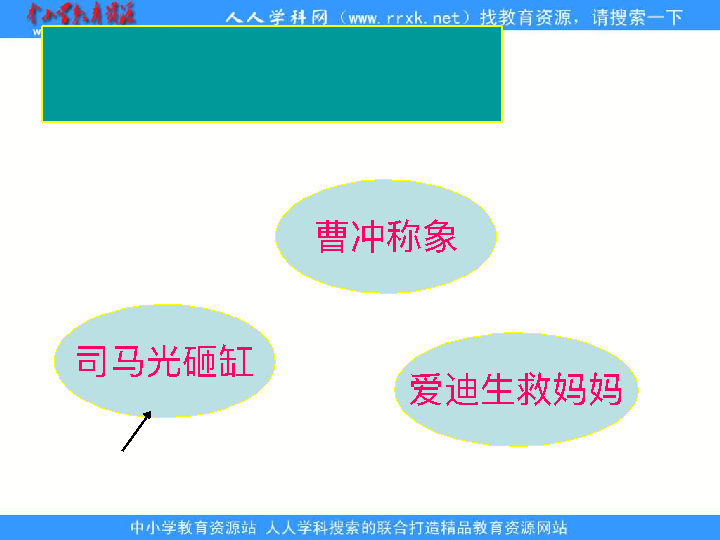 中小学教育资源
w
人人学科网（www.rrxk.net）找教育资源，请搜索一下
曹冲称象
司马光砸缸
爱迪生救妈妈
中小学教育资源站 人人学科搜索的联合打造精品教育资源网站